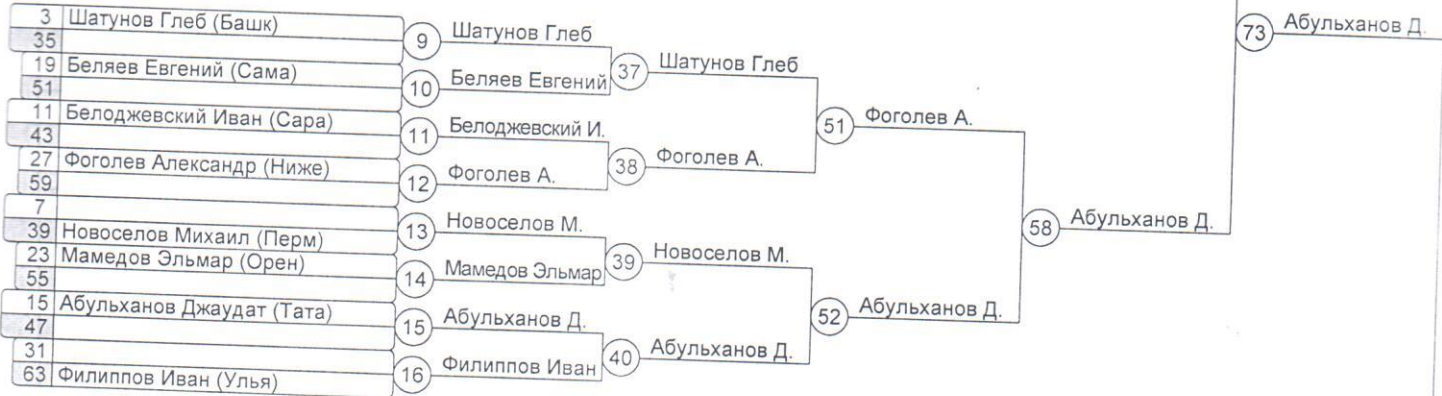 3 Шатунов Глеб (Башк)
35
19 Беляев Евгений (Сама)
51
11 Белоджевский Иван (Сара)
43
27 Фоголев Александр (Ниже)
59
7
39 Новоселов Михаил (Перм)
23 Мамедов Эльмар (Орен)
55
15 Абульханов Джаудат (Тата)
47
31
63 Филиппов Иван (Улья)
9 Шатунов Глеб
10 Беляев Евгений
11 Белоджевский И.
12 Фоголев А.
13 Новоселов М.
14 Мамедов Эльмар
15 Абульханов Д.
16 Филиппов Иван
37 Шатунов Глеб
38 Фоголев А.
39 Новоселов М.
40 Абульханов Д.
51 Фоголев А.
52 Абульханов Д.
58 Абульханов Д.
73 Абульханов Д.